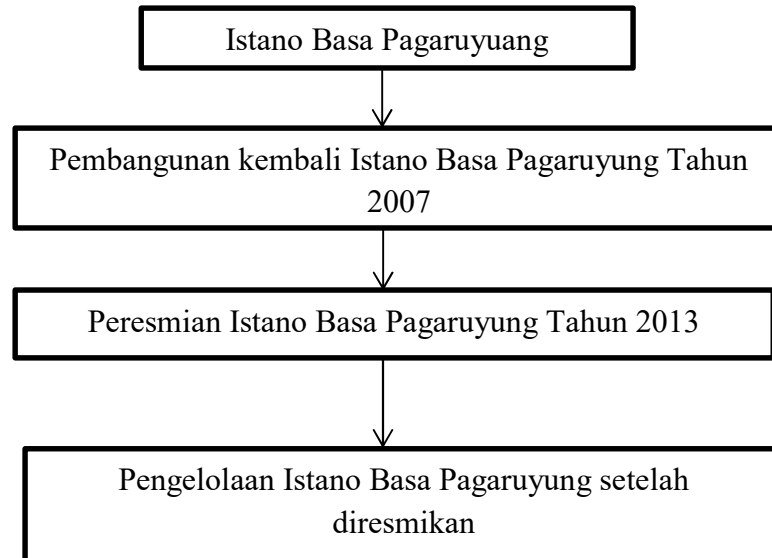 Istano Basa Pagaruyuang
Pembangunan kembali Istano Basa Pagaruyung Tahun
2007
Peresmian Istano Basa Pagaruyung Tahun 2013
Pengelolaan Istano Basa Pagaruyung setelah
diresmikan